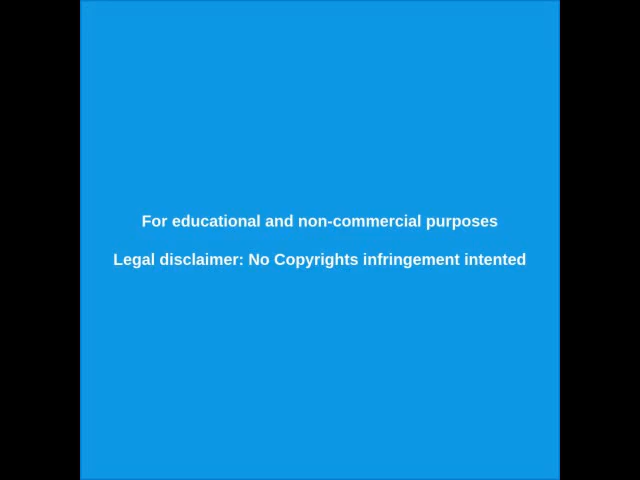 For educational and non-commercial purposes
Legal disclaimer: No Copyrights infringement intented